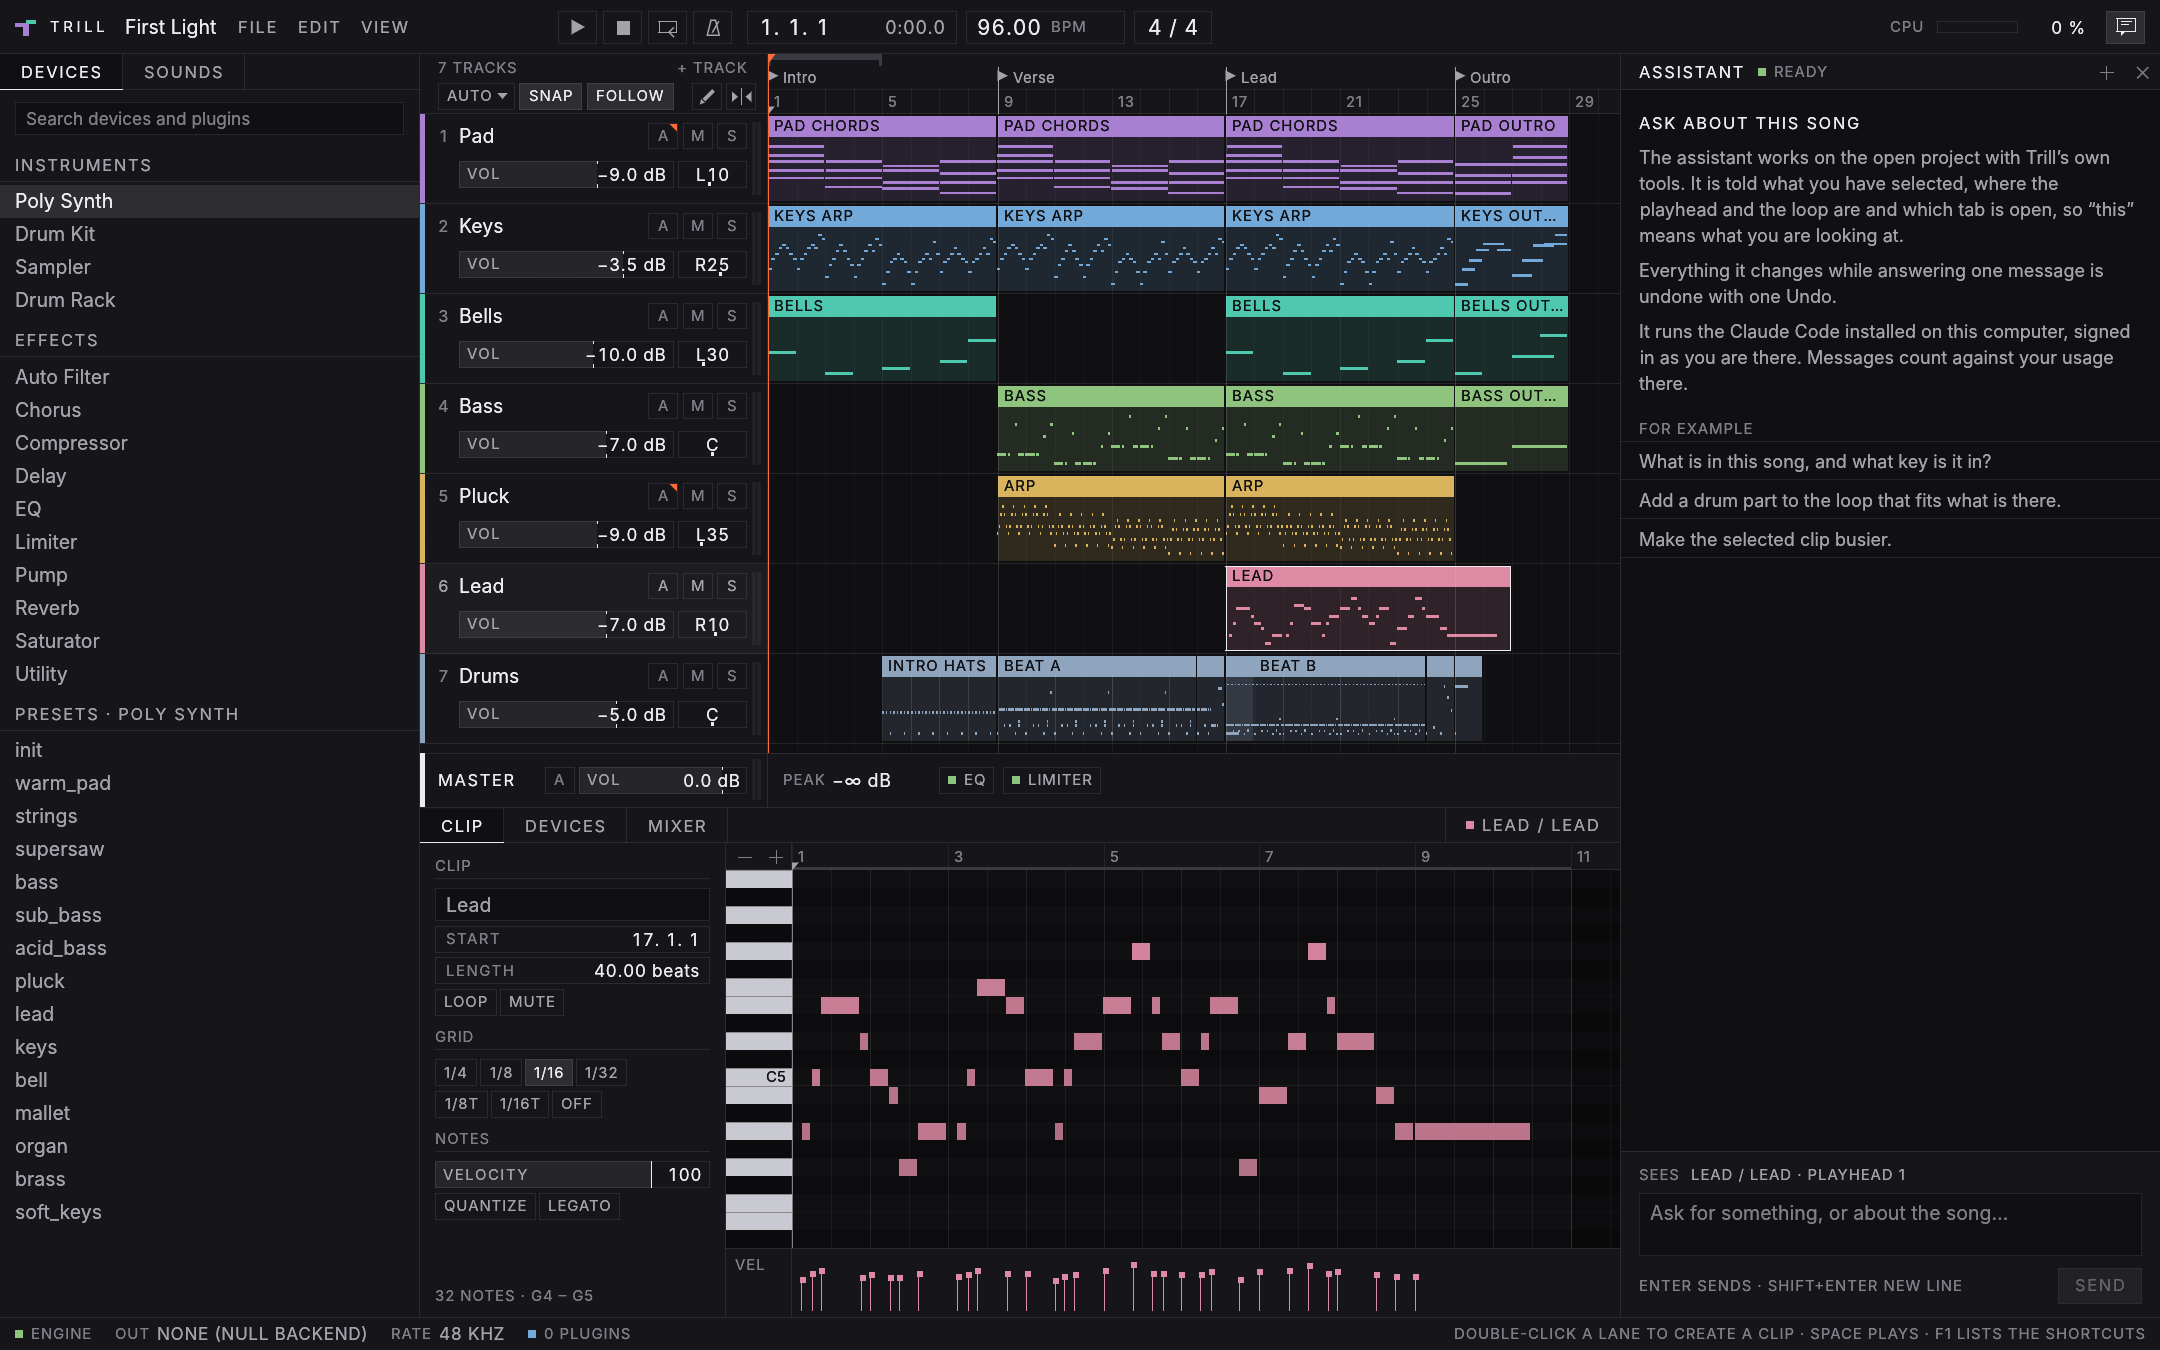 TRILL First Light FILE EDIT VIEW 1. 1. 1 0:00.0 96.00 BPM 4 / 4 CPU 0 %
DEVICES SOUNDS
Search devices and plugins
INSTRUMENTS
Poly Synth
Drum Kit
Sampler
Drum Rack
EFFECTS
Auto Filter
Chorus
Compressor
Delay
EQ
Limiter
Pump
Reverb
Saturator
Utility
PRESETS · POLY SYNTH
init
warm_pad
strings
supersaw
bass
sub_bass
acid_bass
pluck
lead
keys
bell
mallet
organ
brass
soft_keys
7 TRACKS + TRACK
AUTO SNAP FOLLOW
Intro Verse Lead Outro
1 5 9 13 17 21 25 29
1 Pad A M S
VOL −9.0 dB L10
PAD CHORDS PAD CHORDS PAD CHORDS PAD OUTRO
2 Keys A M S
VOL −3.5 dB R25
KEYS ARP KEYS ARP KEYS ARP KEYS OUT...
3 Bells A M S
VOL −10.0 dB L30
BELLS BELLS BELLS OUT...
4 Bass A M S
VOL −7.0 dB C
BASS BASS BASS OUT...
5 Pluck A M S
VOL −9.0 dB L35
ARP ARP
6 Lead A M S
VOL −7.0 dB R10
LEAD
7 Drums A M S
VOL −5.0 dB C
INTRO HATS BEAT A BEAT B
MASTER A VOL 0.0 dB PEAK −∞ dB EQ LIMITER
CLIP DEVICES MIXER LEAD / LEAD
CLIP
Lead
START 17. 1. 1
LENGTH 40.00 beats
LOOP MUTE
GRID
1/4 1/8 1/16 1/32
1/8T 1/16T OFF
NOTES
VELOCITY 100
QUANTIZE LEGATO
32 NOTES · G4 – G5
1 3 5 7 9 11
C5
VEL
ASSISTANT READY
ASK ABOUT THIS SONG
The assistant works on the open project with Trill's own
tools. It is told what you have selected, where the
playhead and the loop are and which tab is open, so “this”
means what you are looking at.
Everything it changes while answering one message is
undone with one Undo.
It runs the Claude Code installed on this computer, signed
in as you are there. Messages count against your usage
there.
FOR EXAMPLE
What is in this song, and what key is it in?
Add a drum part to the loop that fits what is there.
Make the selected clip busier.
SEES LEAD / LEAD · PLAYHEAD 1
Ask for something, or about the song...
ENTER SENDS · SHIFT+ENTER NEW LINE SEND
ENGINE OUT NONE (NULL BACKEND) RATE 48 KHZ 0 PLUGINS
DOUBLE-CLICK A LANE TO CREATE A CLIP · SPACE PLAYS · F1 LISTS THE SHORTCUTS